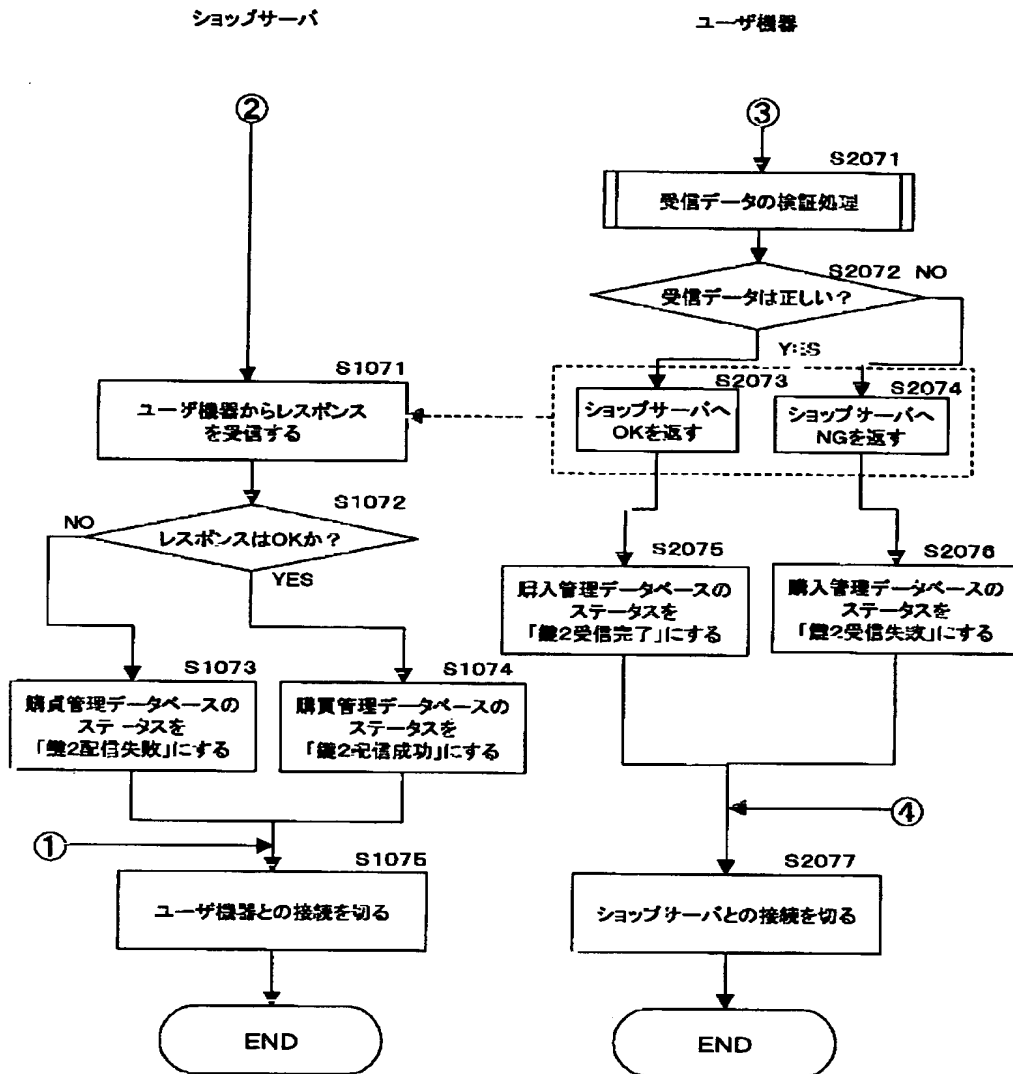 ショップサーバ
ユーザ機器
②
③
S2071
受信データの検証処理
S2072 NO
受信データは正しい？
YES
S1071
ユーザ機器からレスポンス
を受信する
S2073
ショップサーバへ
OKを返す
S2074
ショップサーバへ
NGを返す
S1072
NO
レスポンスはOKか？
YES
S2075
購入管理データベースの
ステータスを
「鍵2受信完了」にする
S2076
購入管理データベースの
ステータスを
「鍵2受信失敗」にする
S1073
購買管理データベースの
ステータスを
「鍵2配信失敗」にする
S1074
購買管理データベースの
ステータスを
「鍵2配信成功」にする
①
④
S1075
ユーザ機器との接続を切る
S2077
ショップサーバとの接続を切る
END
END